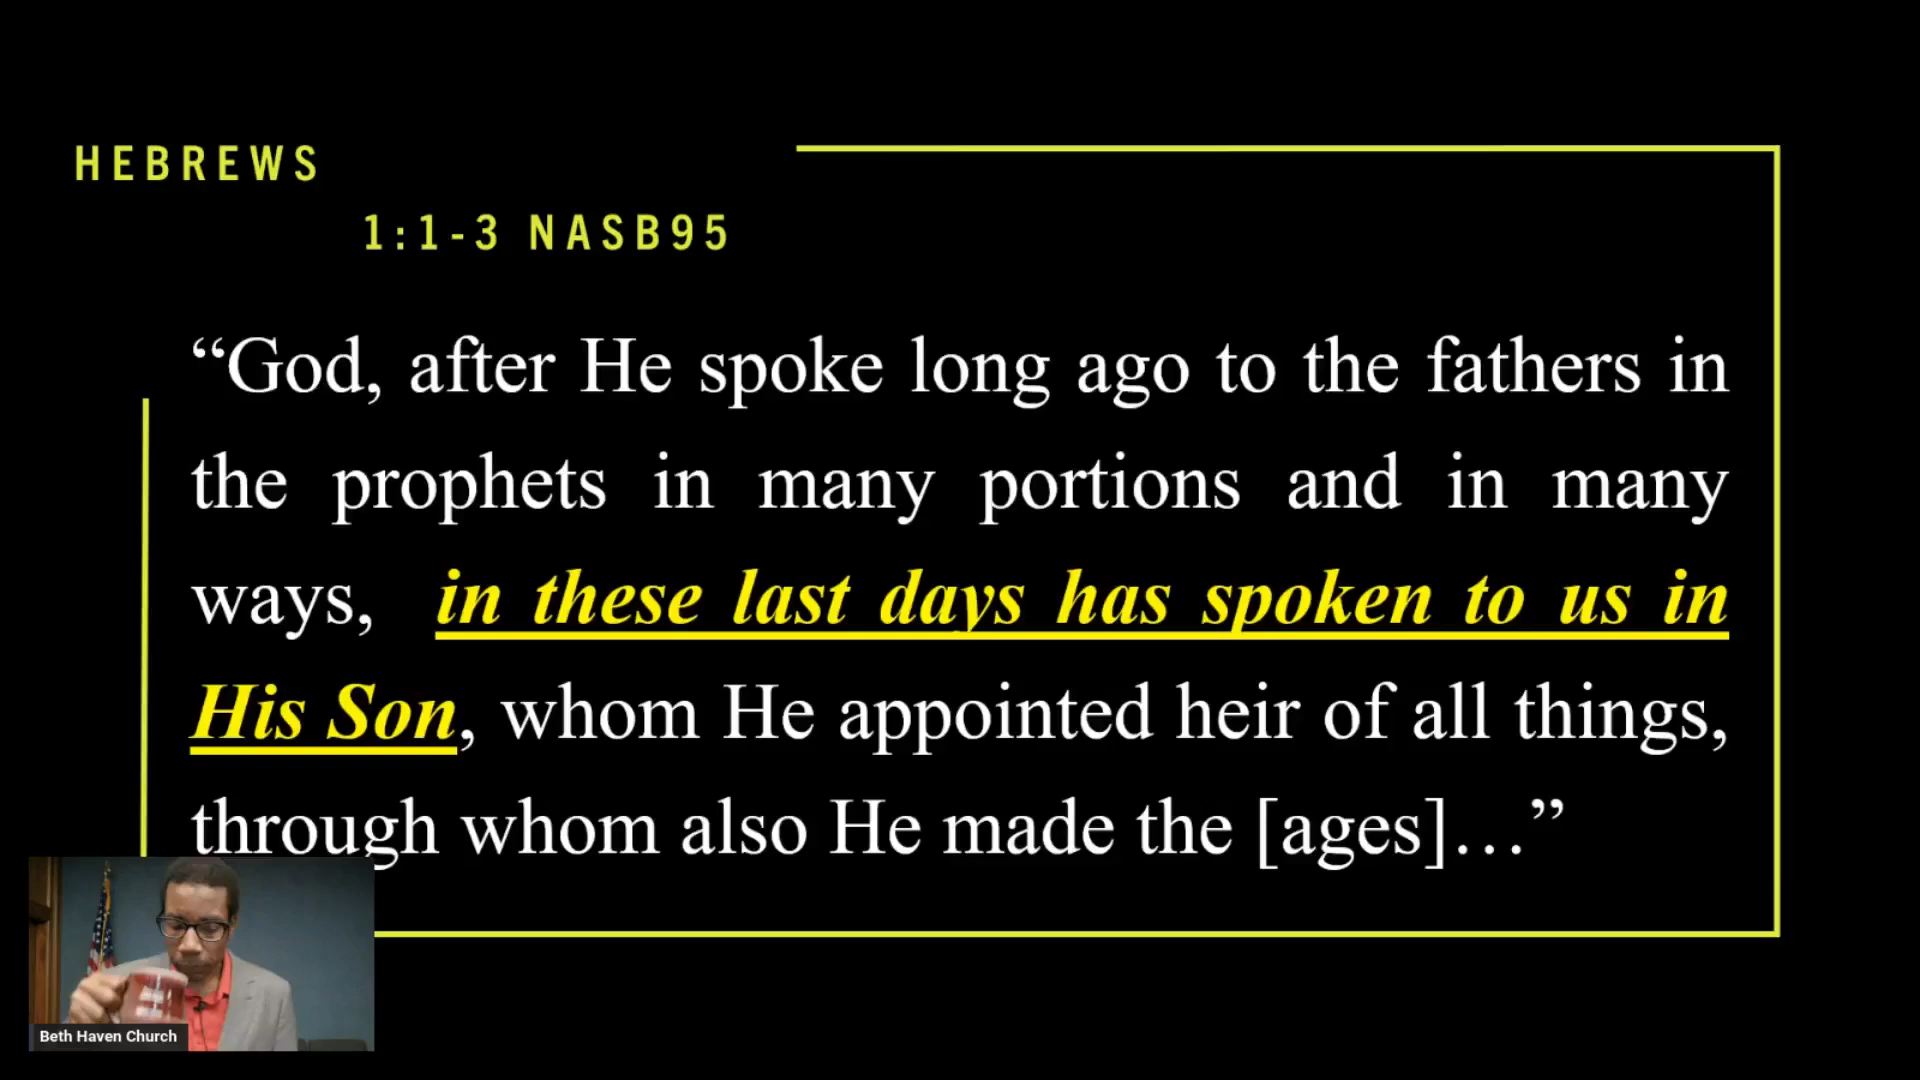 HEBREWS
1:1-3 NASB95
“God, after He spoke long ago to the fathers in
the prophets in many portions and in many
ways, in these last days has spoken to us in
His Son, whom He appointed heir of all things,
through whom also He made the [ages]…”
Beth Haven Church